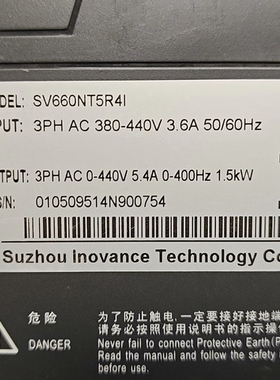 DEL: SV660NT5R4I
PUT: 3PH AC 380-440V 3.6A 50/60Hz
TPUT: 3PH AC 0-440V 5.4A 0-400Hz 1.5kW
S/N: 010509514N900754
Suzhou Inovance Technology Co
危险 为了防止触电,一定要接好接地端
请务必按照使用说明书的指示操
DANGER Never fail to connect Protective Earth(P
Read the manual and follow the safety
before use.